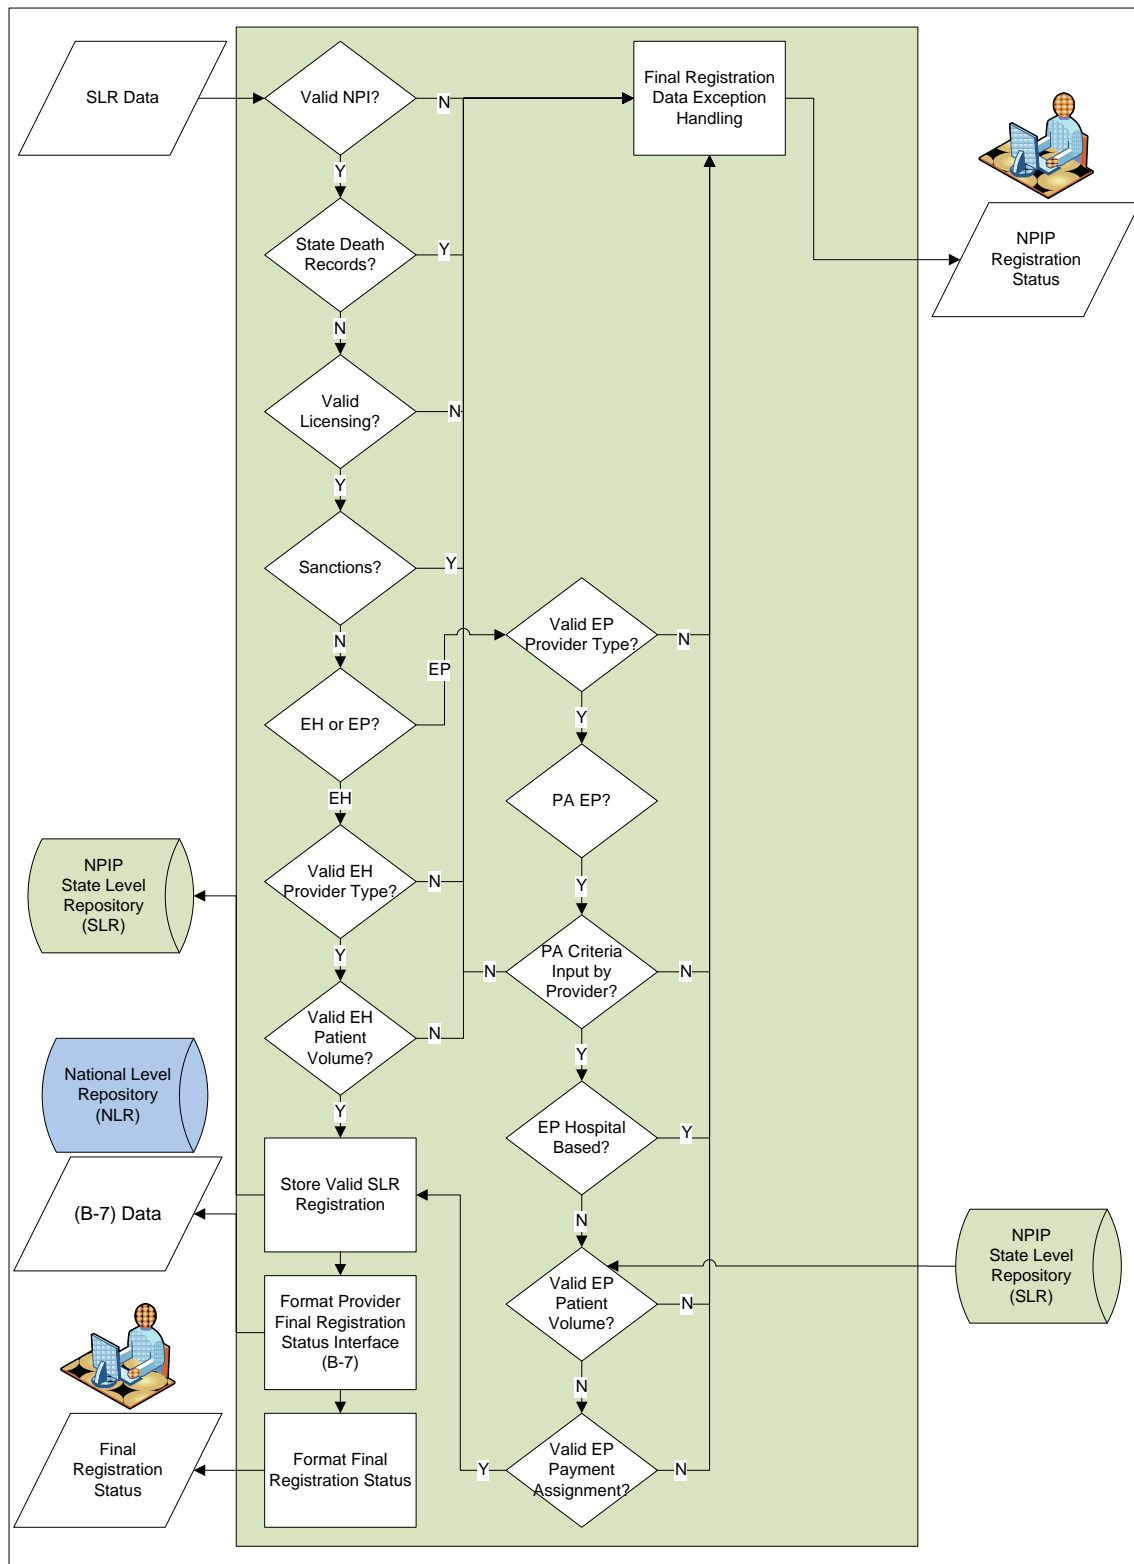 SLR Data
Valid NPI?
N
Final Registration
Data Exception
Handling
Y
NPIP
Registration
Status
State Death
Records?
Y
N
Valid
Licensing?
N
Y
Sanctions?
Y
N
EP
Valid EP
Provider Type?
N
Y
EH or EP?
EH
PA EP?
Y
NPIP
State Level
Repository
(SLR)
Valid EH
Provider Type?
N
Y
PA Criteria
Input by
Provider?
N
N
Y
Valid EH
Patient
Volume?
N
Y
National Level
Repository
(NLR)
EP Hospital
Based?
Y
N
Store Valid SLR
Registration
(B-7) Data
NPIP
State Level
Repository
(SLR)
Valid EP
Patient
Volume?
N
N
Format Provider
Final Registration
Status Interface
(B-7)
Final
Registration
Status
Format Final
Registration Status
Y
Valid EP
Payment
Assignment?
N